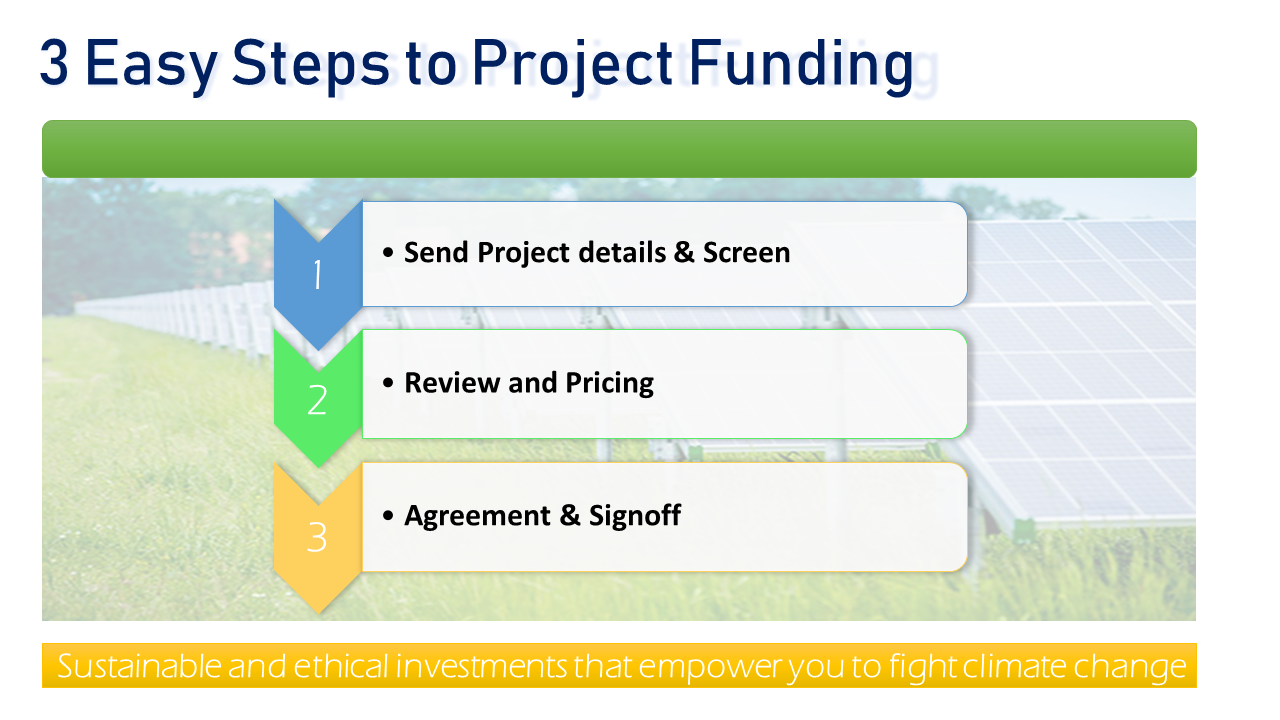 3 Easy Steps to Project Funding
1
• Send Project details & Screen
2
• Review and Pricing
3
• Agreement & Signoff
Sustainable and ethical investments that empower you to fight climate change